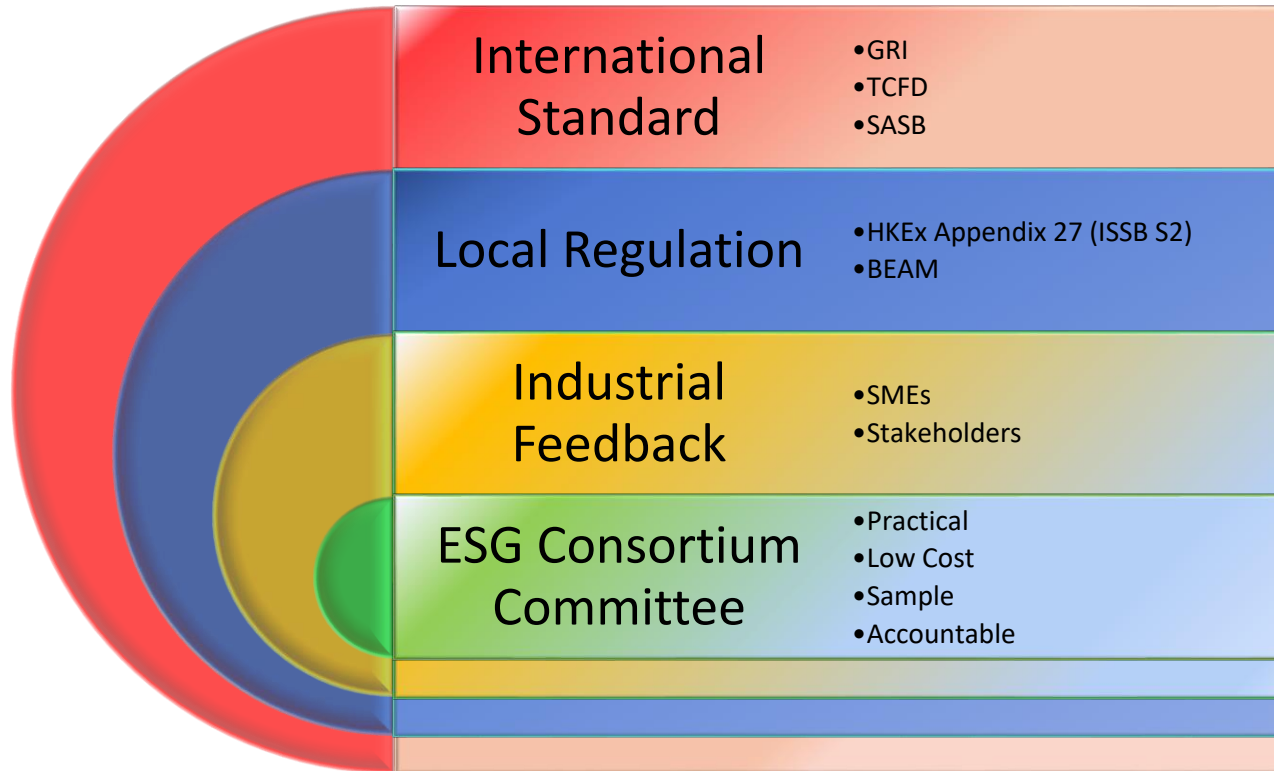 International
Standard
•GRI
•TCFD
•SASB
Local Regulation
•HKEx Appendix 27 (ISSB S2)
•BEAM
Industrial
Feedback
•SMEs
•Stakeholders
ESG Consortium
Committee
•Practical
•Low Cost
•Sample
•Accountable